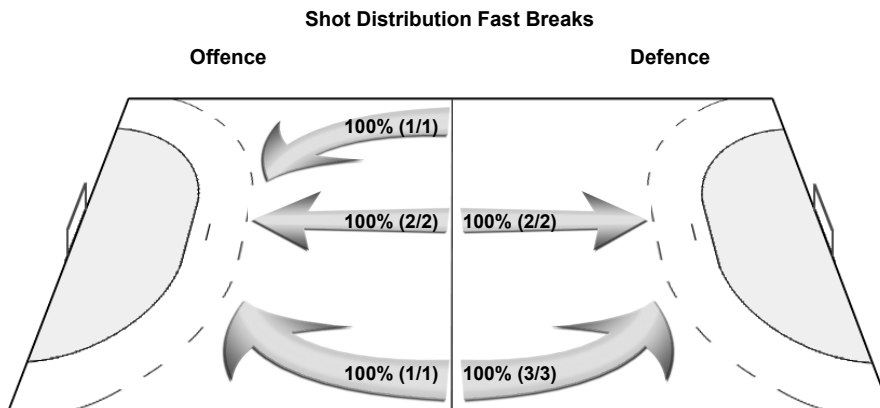 Shot Distribution Fast Breaks
Offence
Defence
100% (1/1)
100% (2/2)
100% (2/2)
100% (1/1)
100% (3/3)